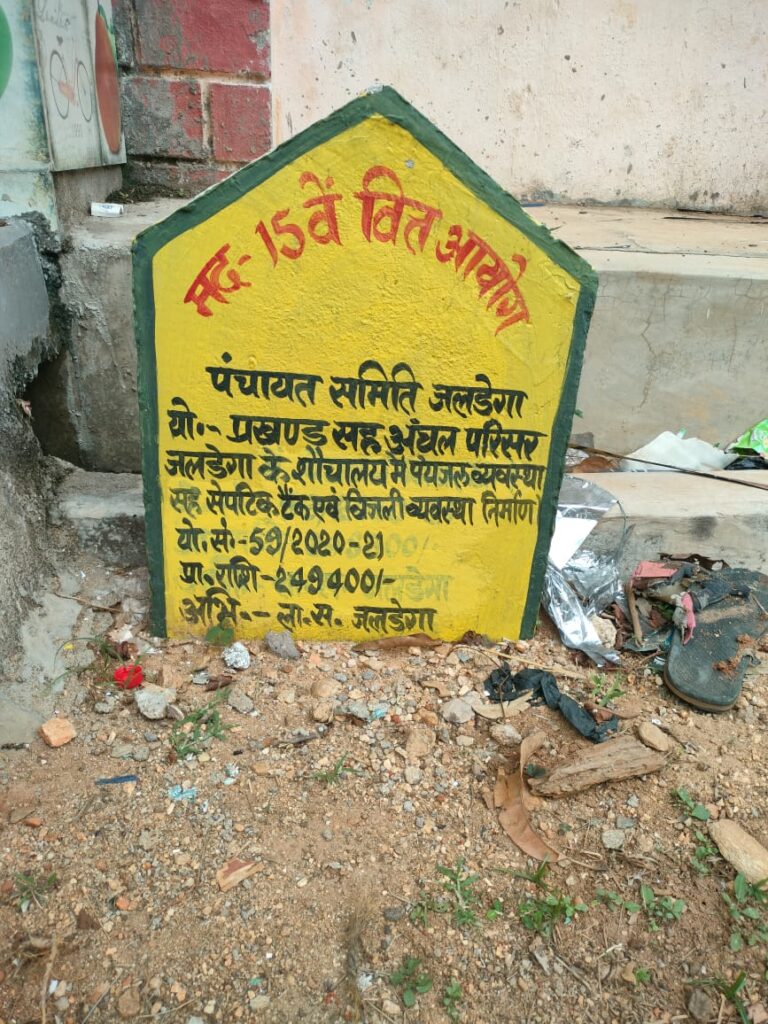 मद-15वें वित आयोग
पंचायत समिति जलडेगा
यो.- प्रखण्ड सह अंचल परिसर
जलडेगा के शौचालय में पेयजल व्यवस्था
सह सेपटिक टैंक एवं बिजली व्यवस्था निर्माण
यो.सं.-59/2020-21
प्रा. राशि-249400/-
अभि.- ला.स. जलडेगा